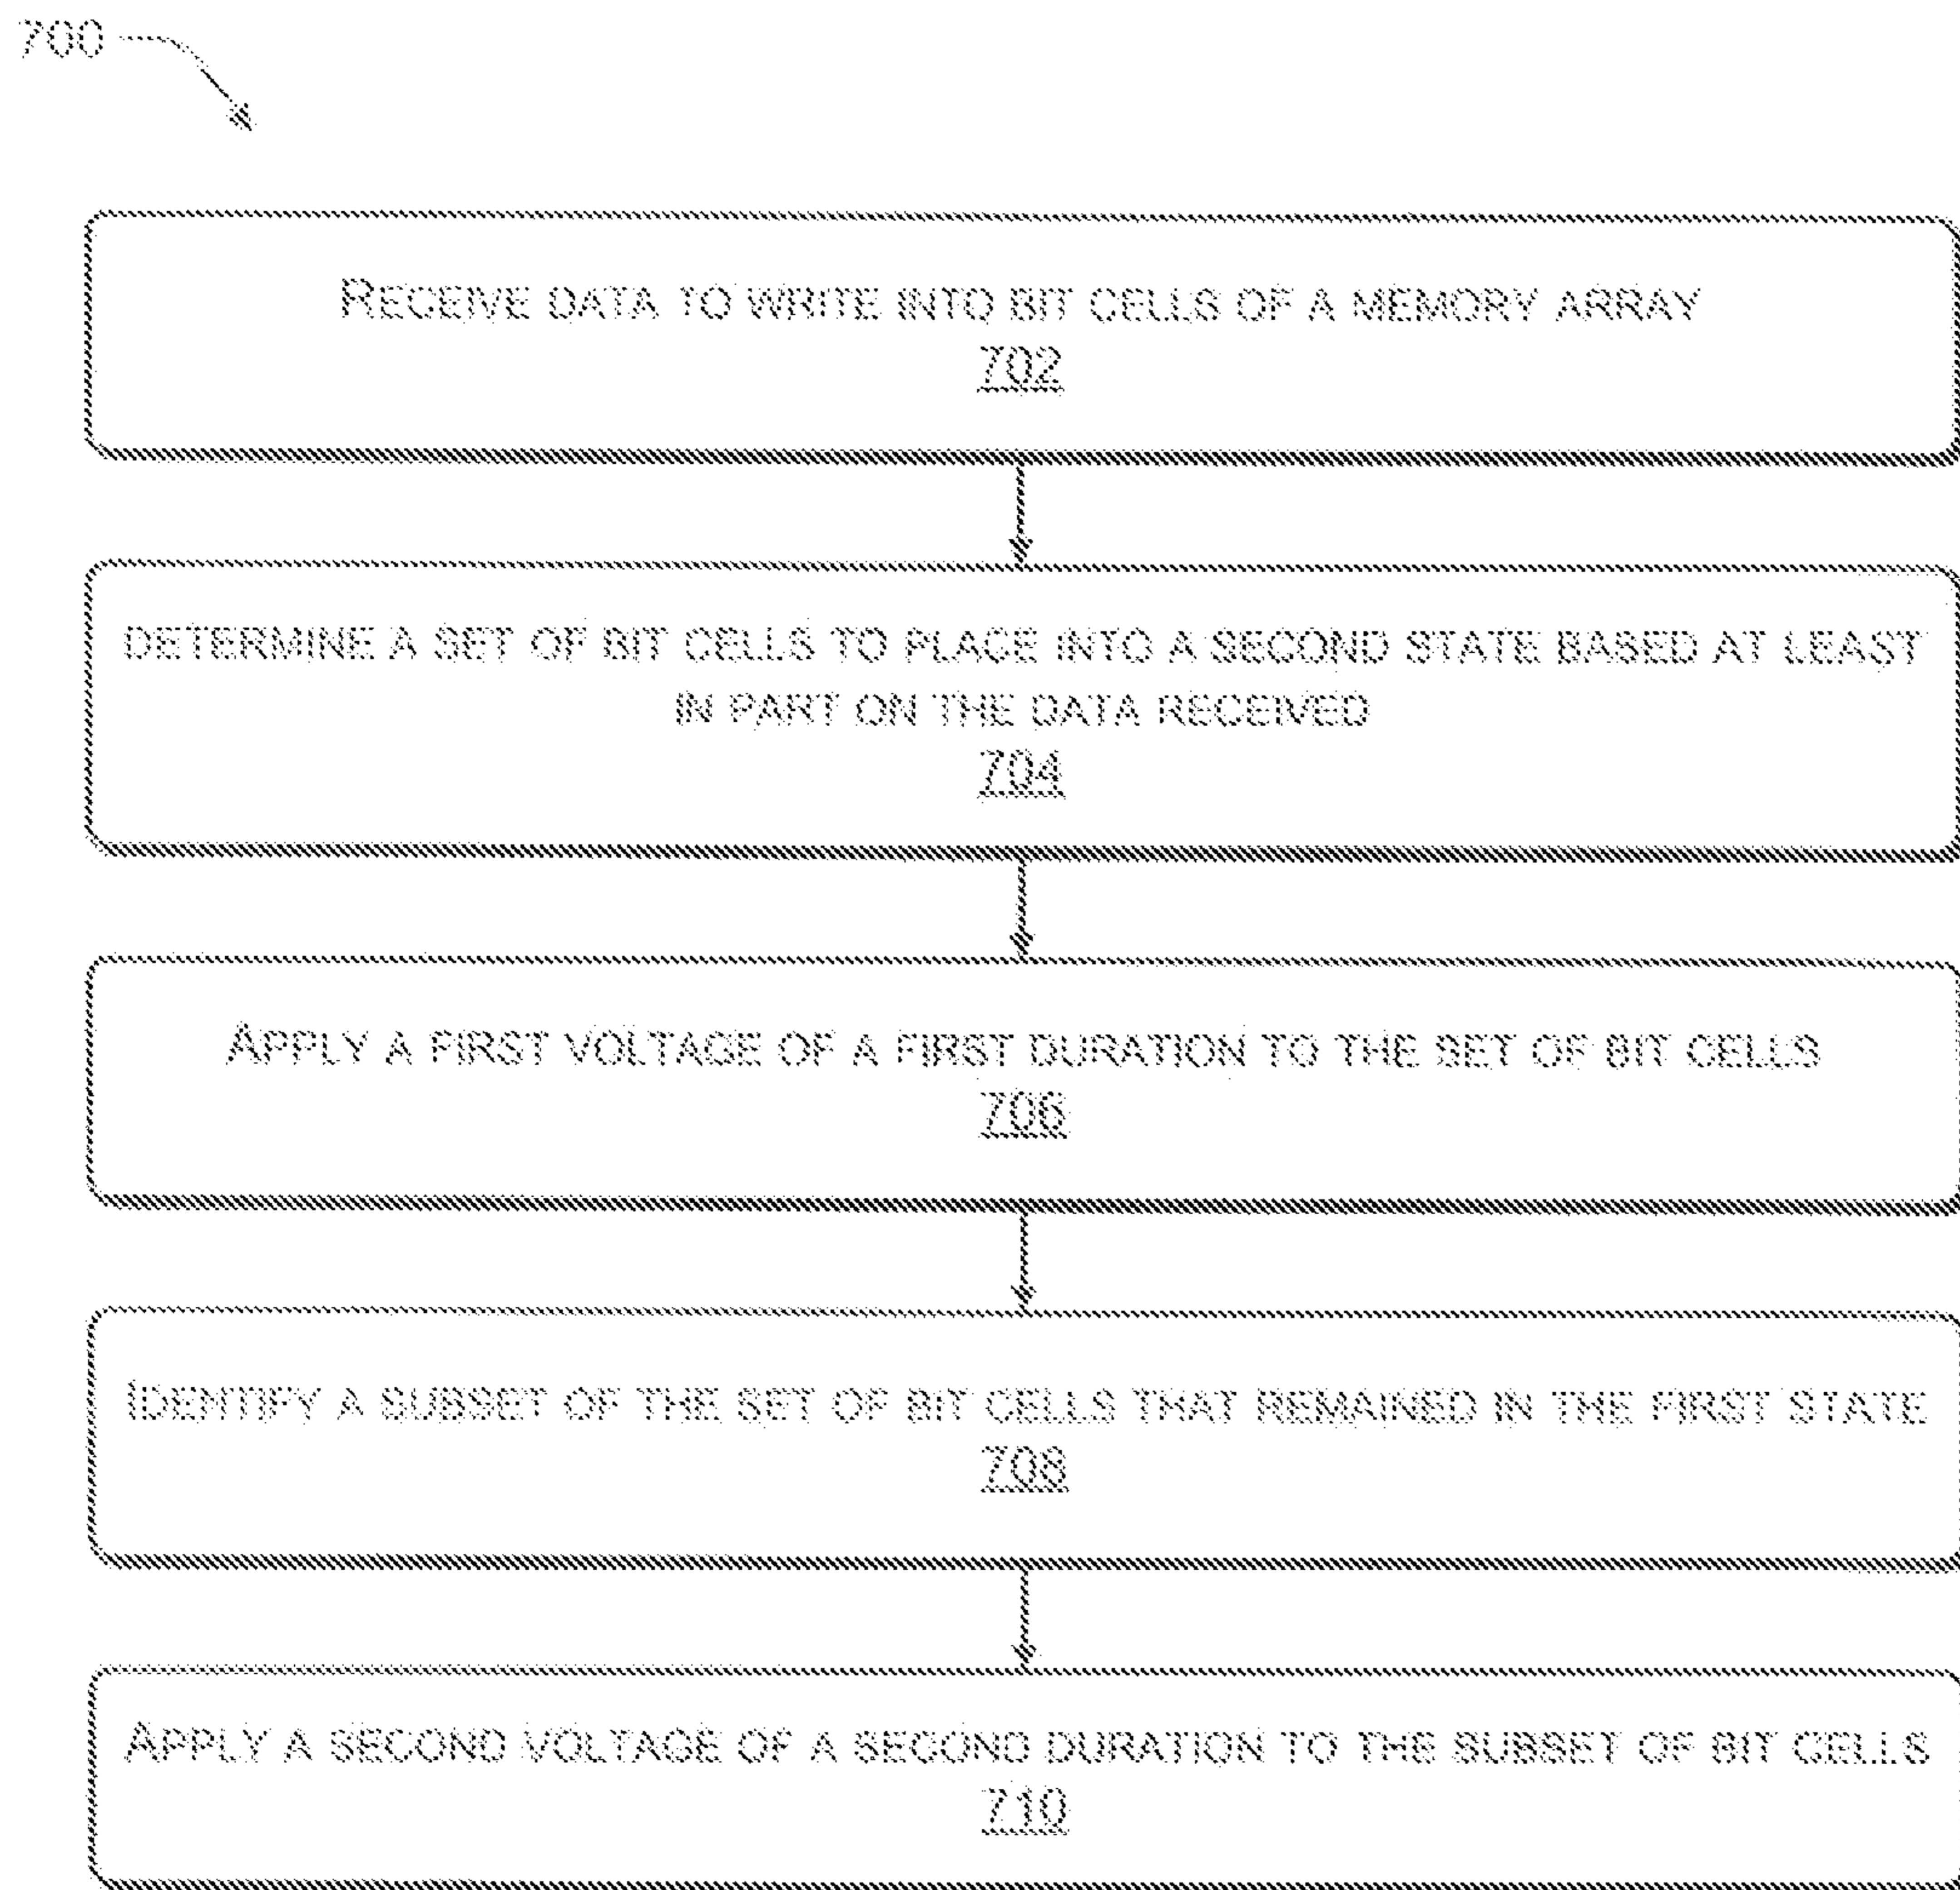 700
RECEIVE DATA TO WRITE INTO BIT CELLS OF A MEMORY ARRAY
702
DETERMINE A SET OF BIT CELLS TO PLACE INTO A SECOND STATE BASED AT LEAST
IN PART ON THE DATA RECEIVED
704
APPLY A FIRST VOLTAGE OF A FIRST DURATION TO THE SET OF BIT CELLS
706
IDENTIFY A SUBSET OF THE SET OF BIT CELLS THAT REMAINED IN THE FIRST STATE
708
APPLY A SECOND VOLTAGE OF A SECOND DURATION TO THE SUBSET OF BIT CELLS
710